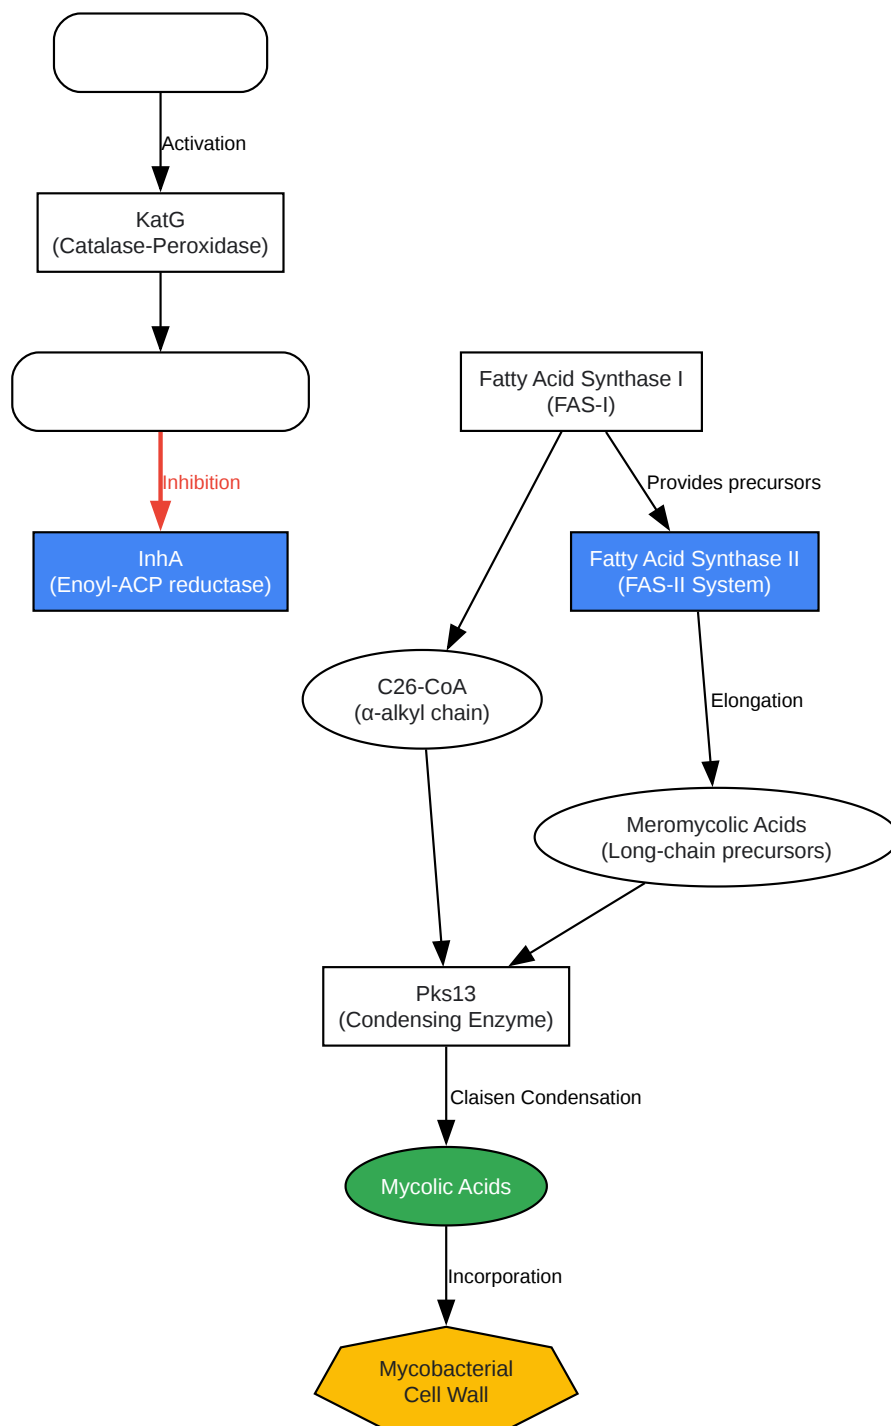 Activation
KatG
(Catalase-Peroxidase)
Fatty Acid Synthase I
(FAS-I)
Inhibition
Provides precursors
InhA
(Enoyl-ACP reductase)
Fatty Acid Synthase II
(FAS-II System)
C26-CoA
(α-alkyl chain)
Elongation
Meromycolic Acids
(Long-chain precursors)
Pks13
(Condensing Enzyme)
Claisen Condensation
Mycolic Acids
Incorporation
Mycobacterial
Cell Wall